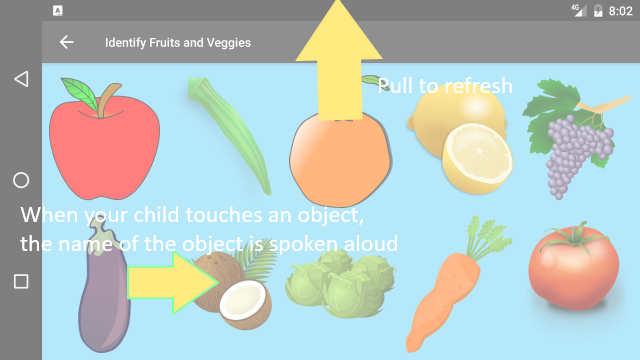 A
4G
8:02
Identify Fruits and Veggies
Pull to refresh
When your child touches an object,
the name of the object is spoken aloud